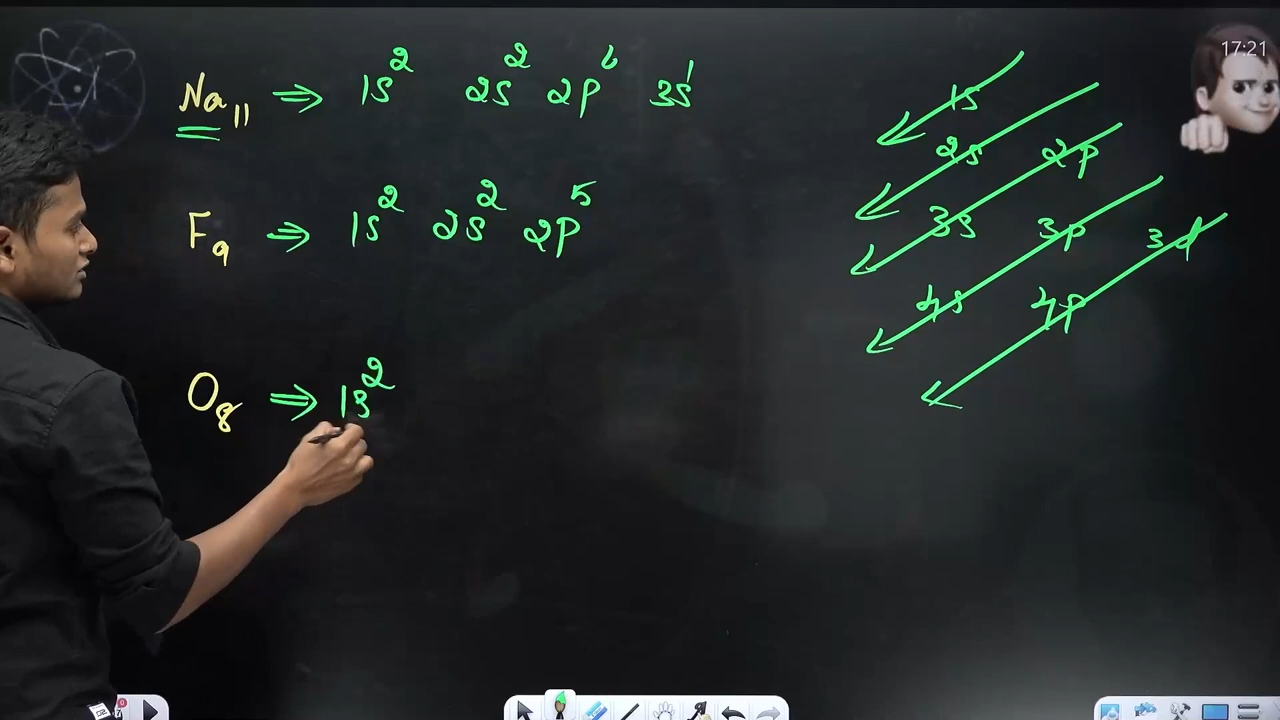 Na₁₁ ⇒ 1s² 2s² 2p⁶ 3s¹
F₉ ⇒ 1s² 2s² 2p⁵
O₈ ⇒ 1s²
17:21
1s
2s 2p
3s 3p 3d
4s 4p